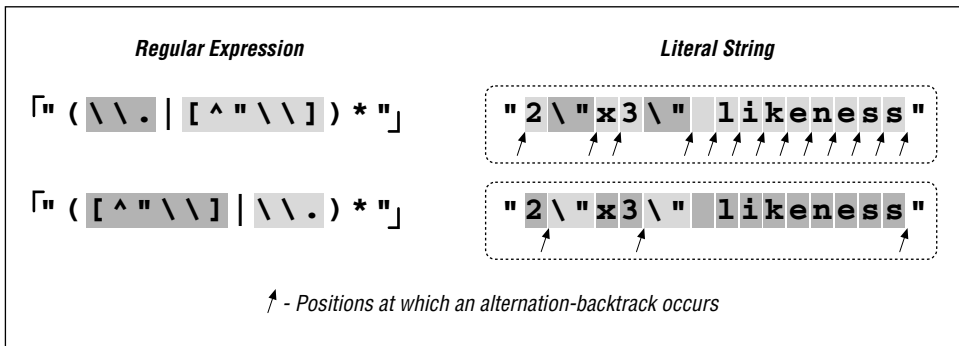 Regular Expression Literal String
⌈"(\\.|[^"\\])*"⌋ "2\"x3\" likeness"
⌈"([^"\\]|\\.)*"⌋ "2\"x3\" likeness"
- Positions at which an alternation-backtrack occurs